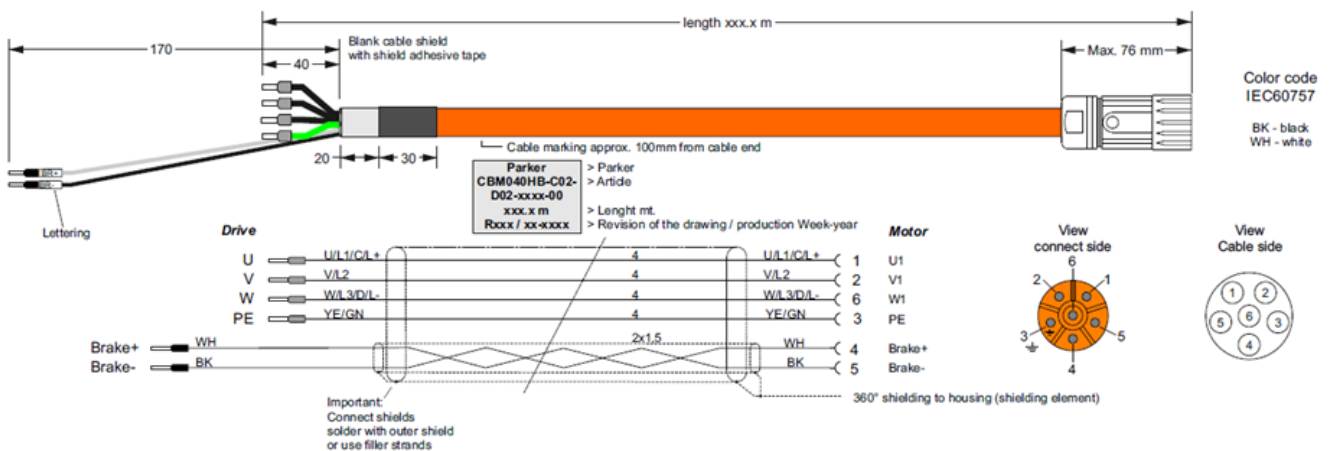 length xxx.x m
170
Blank cable shield
with shield adhesive tape
Max. 76 mm
40
Color code
IEC60757
BK - black
WH - white
20
30
Cable marking approx. 100mm from cable end
BR+
BR-
Lettering
Parker > Parker
CBM040HB-C02- > Article
D02-xxxx-00
xxx.x m > Lenght mt.
Rxxx / xx-xxxx > Revision of the drawing / production Week-year
Drive
Motor
View
connect side
View
Cable side
U U/L1/C/L+ 4 U/L1/C/L+ 1 U1
V V/L2 4 V/L2 2 V1
W W/L3/D/L- 4 W/L3/D/L- 6 W1
PE YE/GN 4 YE/GN 3 PE
2x1,5
Brake+ WH WH 4 Brake+
Brake- BK BK 5 Brake-
6
2 1
3 5
4
1 2
5 6 3
4
360° shielding to housing (shielding element)
Important:
Connect shields
solder with outer shield
or use filler strands